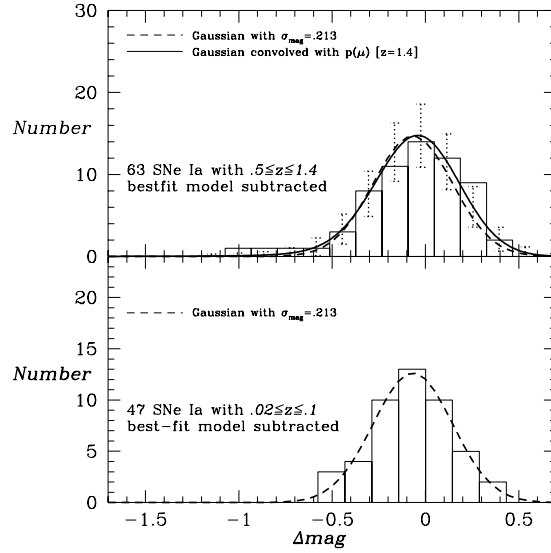 30
Gaussian with σmag=.213
Gaussian convolved with p(μ) [z=1.4]
20
Number
10
63 SNe Ia with .5≦z≦1.4
bestfit model subtracted
0
20
Gaussian with σmag=.213
15
Number
10
47 SNe Ia with .02≦z≦.1
best-fit model subtracted
5
0
−1.5 −1 −0.5 0 0.5
Δmag